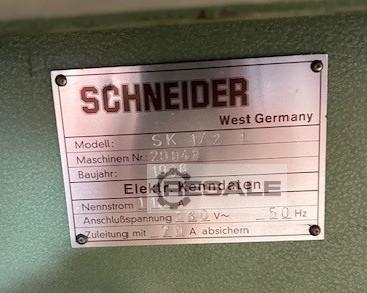 SCHNEIDER
West Germany
Modell: SK 1/2
Maschinen Nr.:
Baujahr:
Elektr. Kenndaten
RESALE
Nennstrom
Anschlußspannung 380 V~ 50 Hz
Zuleitung mit A absichern